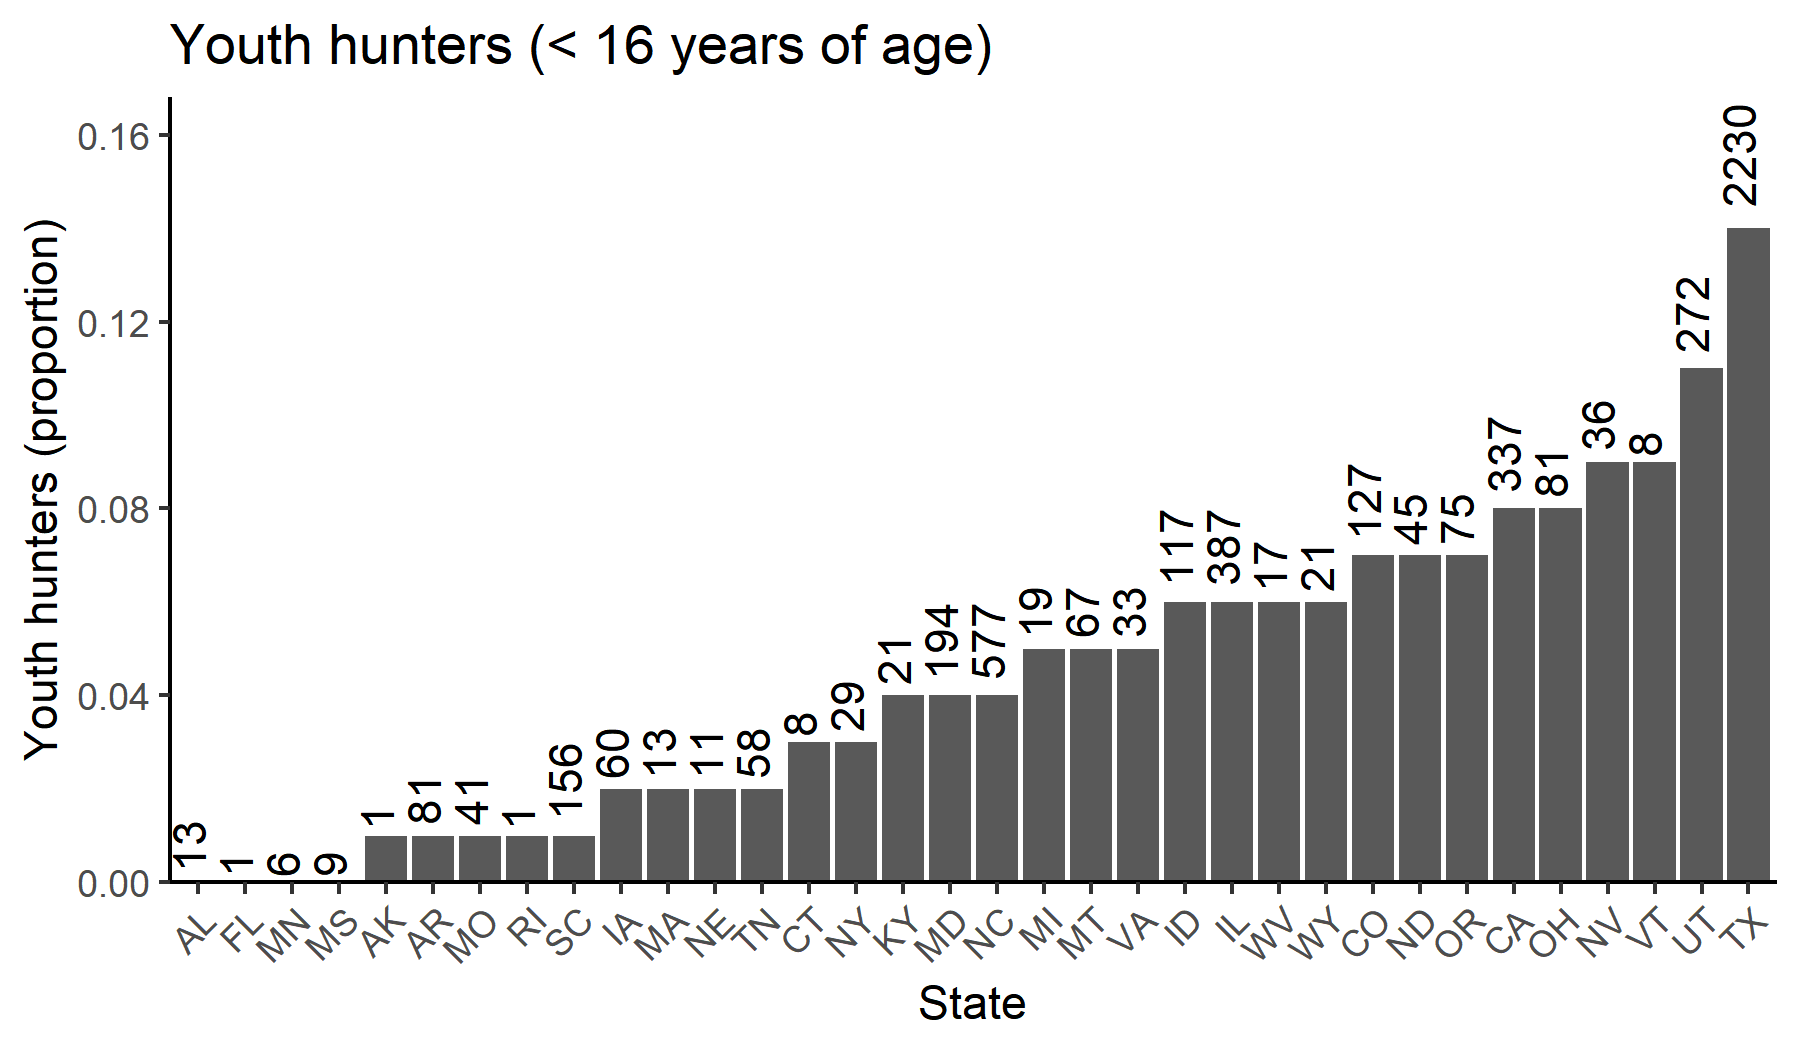 Youth hunters (< 16 years of age)
Youth hunters (proportion)
0.16
0.12
0.08
0.04
0.00
13 1 6 9 1 81 41 1 156 60 13 11 58 8 29 21 194 577 19 67 33 117 387 17 21 127 45 75 337 81 36 8 272 2230
AL FL MN MS AK AR MO RI SC IA MA NE TN CT NY KY MD NC MI MT VA ID IL WV WY CO ND OR CA OH NV VT UT TX
State